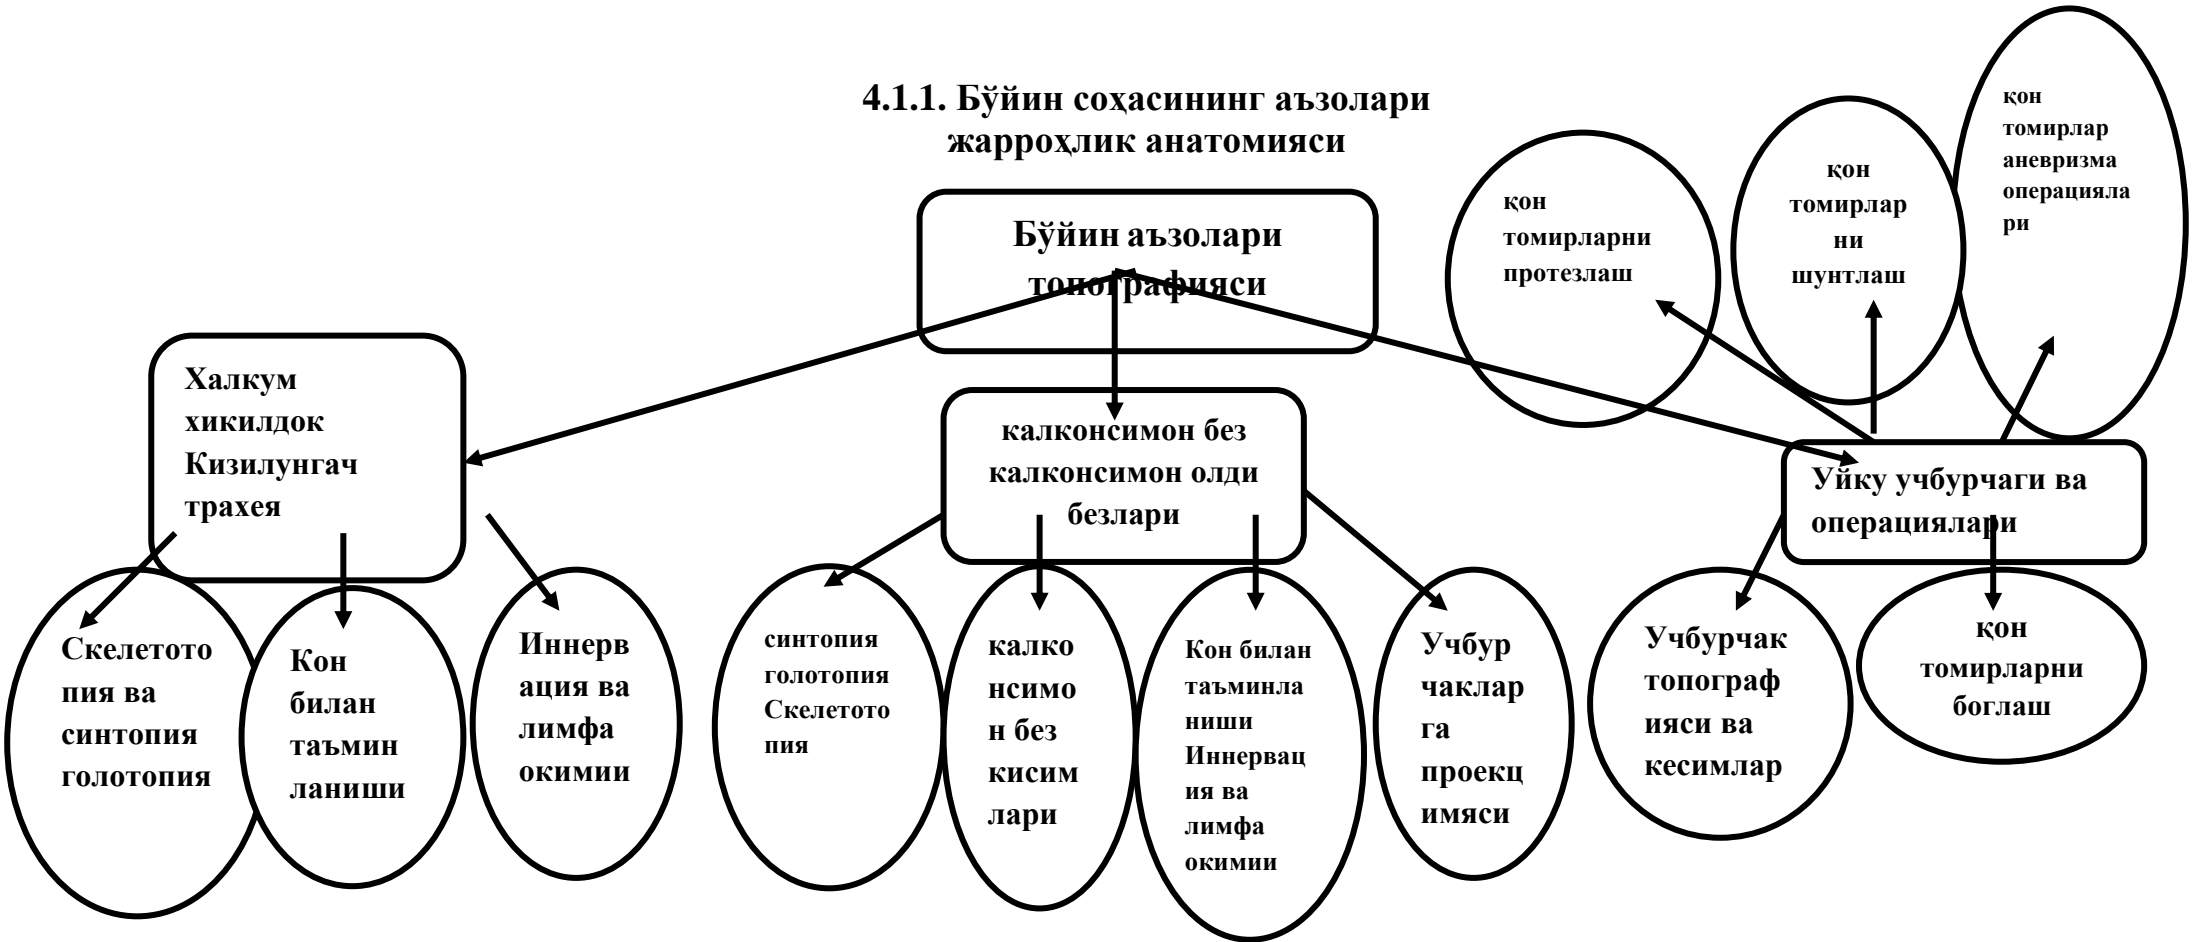 4.1.1. Бўйин соҳасининг аъзолари
жарроҳлик анатомияси
Бўйин аъзолари
топографияси
қон
томирларни
протезлаш
қон
томирлар
ни
шунтлаш
қон
томирлар
аневризма
операцияла
ри
Халкум
хикилдок
Кизилунгач
трахея
калконсимон без
калконсимон олди
безлари
Уйку учбурчаги ва
операциялари
Скелетото
пия ва
синтопия
голотопия
Кон
билан
таъмин
ланиши
Иннерв
ация ва
лимфа
окимии
синтопия
голотопия
Скелетото
пия
калко
нсимо
н без
кисим
лари
Кон билан
таъминла
ниши
Иннервац
ия ва
лимфа
окимии
Учбур
чаклар
га
проекц
имяси
Учбурчак
топограф
ияси ва
кесимлар
қон
томирларни
боглаш